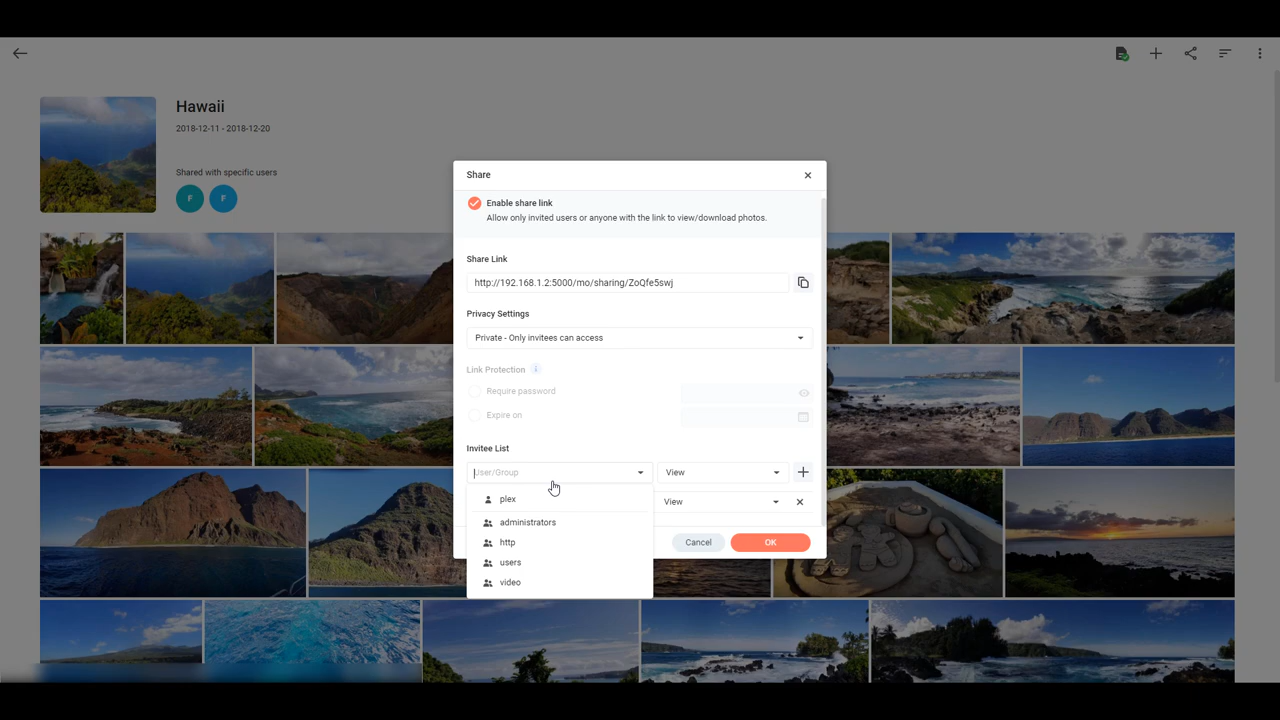 Hawaii
2018-12-11 - 2018-12-20
Shared with specific users
F F
Share
Enable share link
Allow only invited users or anyone with the link to view/download photos.
Share Link
http://192.168.1.2:5000/mo/sharing/ZoQfe5swj
Privacy Settings
Private - Only invitees can access
Link Protection i
Require password
Expire on
Invitee List
User/Group View
plex View
administrators
http
users
video
Cancel OK